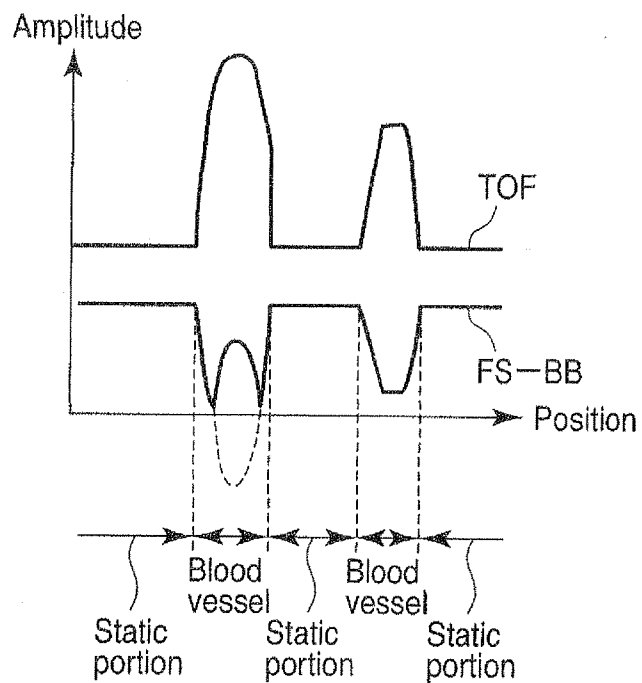 Amplitude
TOF
FS-BB
Position
Blood
vessel
Blood
vessel
Static
portion
Static
portion
Static
portion